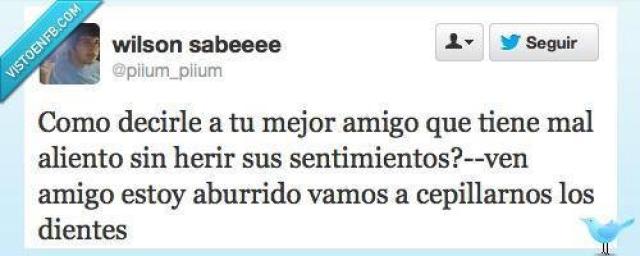 VISTOENFB.COM
wilson sabeeee
@piium_piium
Seguir
Como decirle a tu mejor amigo que tiene mal
aliento sin herir sus sentimientos?--ven
amigo estoy aburrido vamos a cepillarnos los
dientes